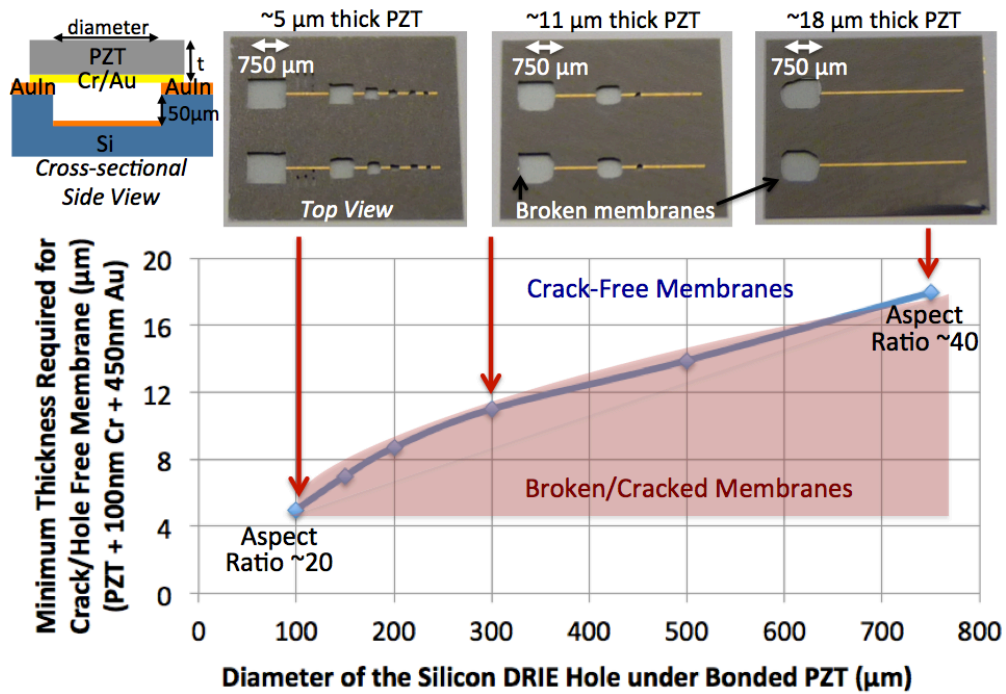 diameter
PZT
t
Cr/Au
AuIn
AuIn
50µm
Si
Cross-sectional
Side View
~5 µm thick PZT
750 µm
Top View
~11 µm thick PZT
750 µm
Broken membranes
~18 µm thick PZT
750 µm
Minimum Thickness Required for
Crack/Hole Free Membrane (µm)
(PZT + 100nm Cr + 450nm Au)
20
16
12
8
4
0
Crack-Free Membranes
Aspect
Ratio ~40
Broken/Cracked Membranes
Aspect
Ratio ~20
0 100 200 300 400 500 600 700 800
Diameter of the Silicon DRIE Hole under Bonded PZT (µm)